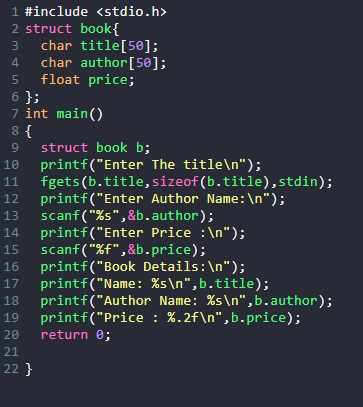 1 #include <stdio.h>
2 struct book{
3   char title[50];
4   char author[50];
5   float price;
6 };
7 int main()
8 {
9   struct book b;
10   printf("Enter The title\n");
11   fgets(b.title,sizeof(b.title),stdin);
12   printf("Enter Author Name:\n");
13   scanf("%s",&b.author);
14   printf("Enter Price :\n");
15   scanf("%f",&b.price);
16   printf("Book Details:\n");
17   printf("Name: %s\n",b.title);
18   printf("Author Name: %s\n",b.author);
19   printf("Price : %.2f\n",b.price);
20   return 0;
21
22 }